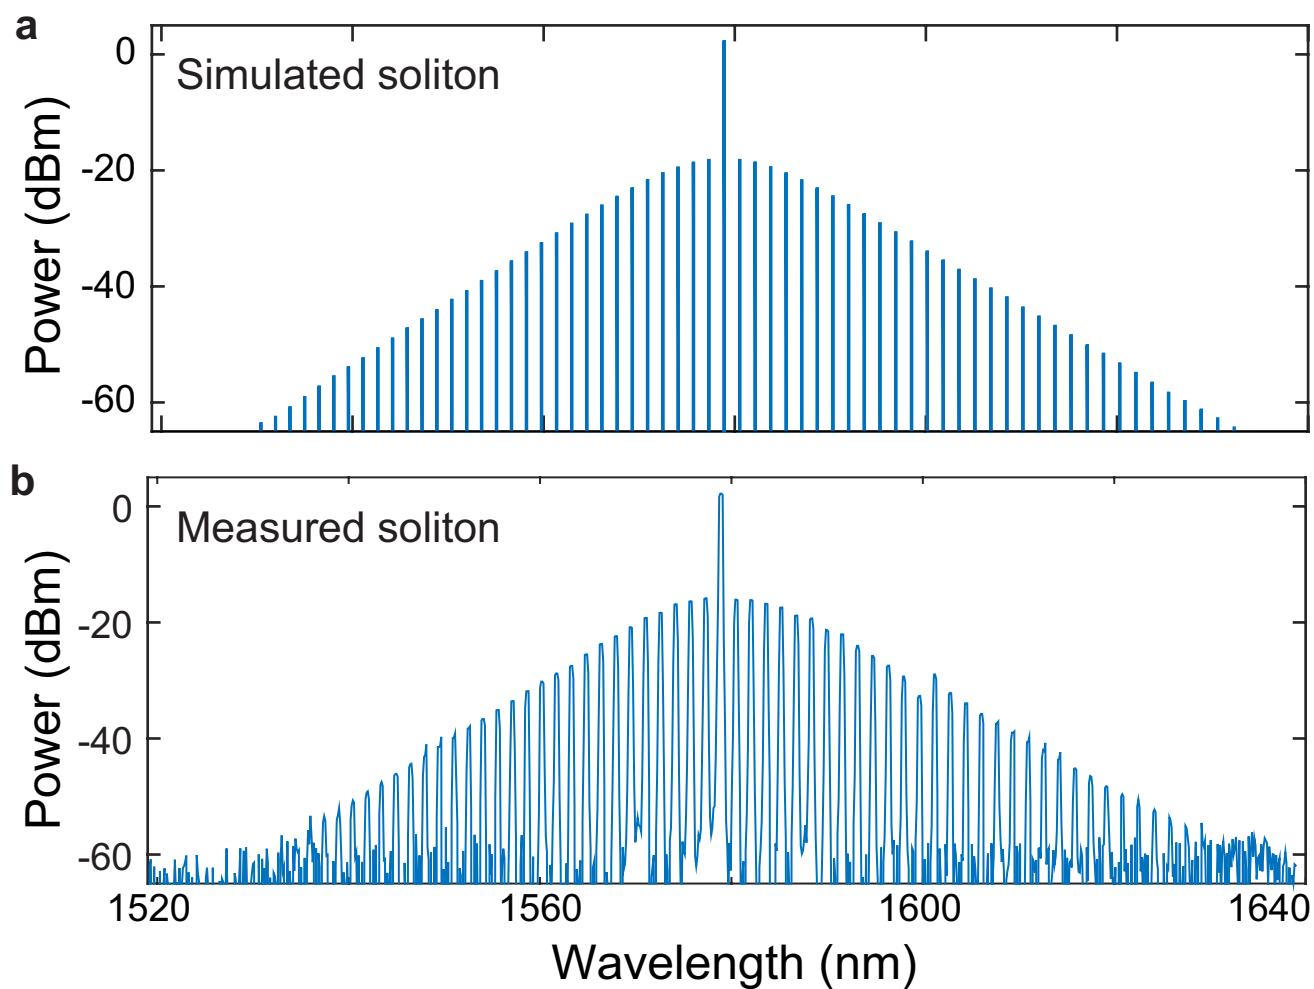 a
Simulated soliton
Power (dBm)
0
-20
-40
-60
b
Measured soliton
Power (dBm)
0
-20
-40
-60
1520 1560 1600 1640
Wavelength (nm)